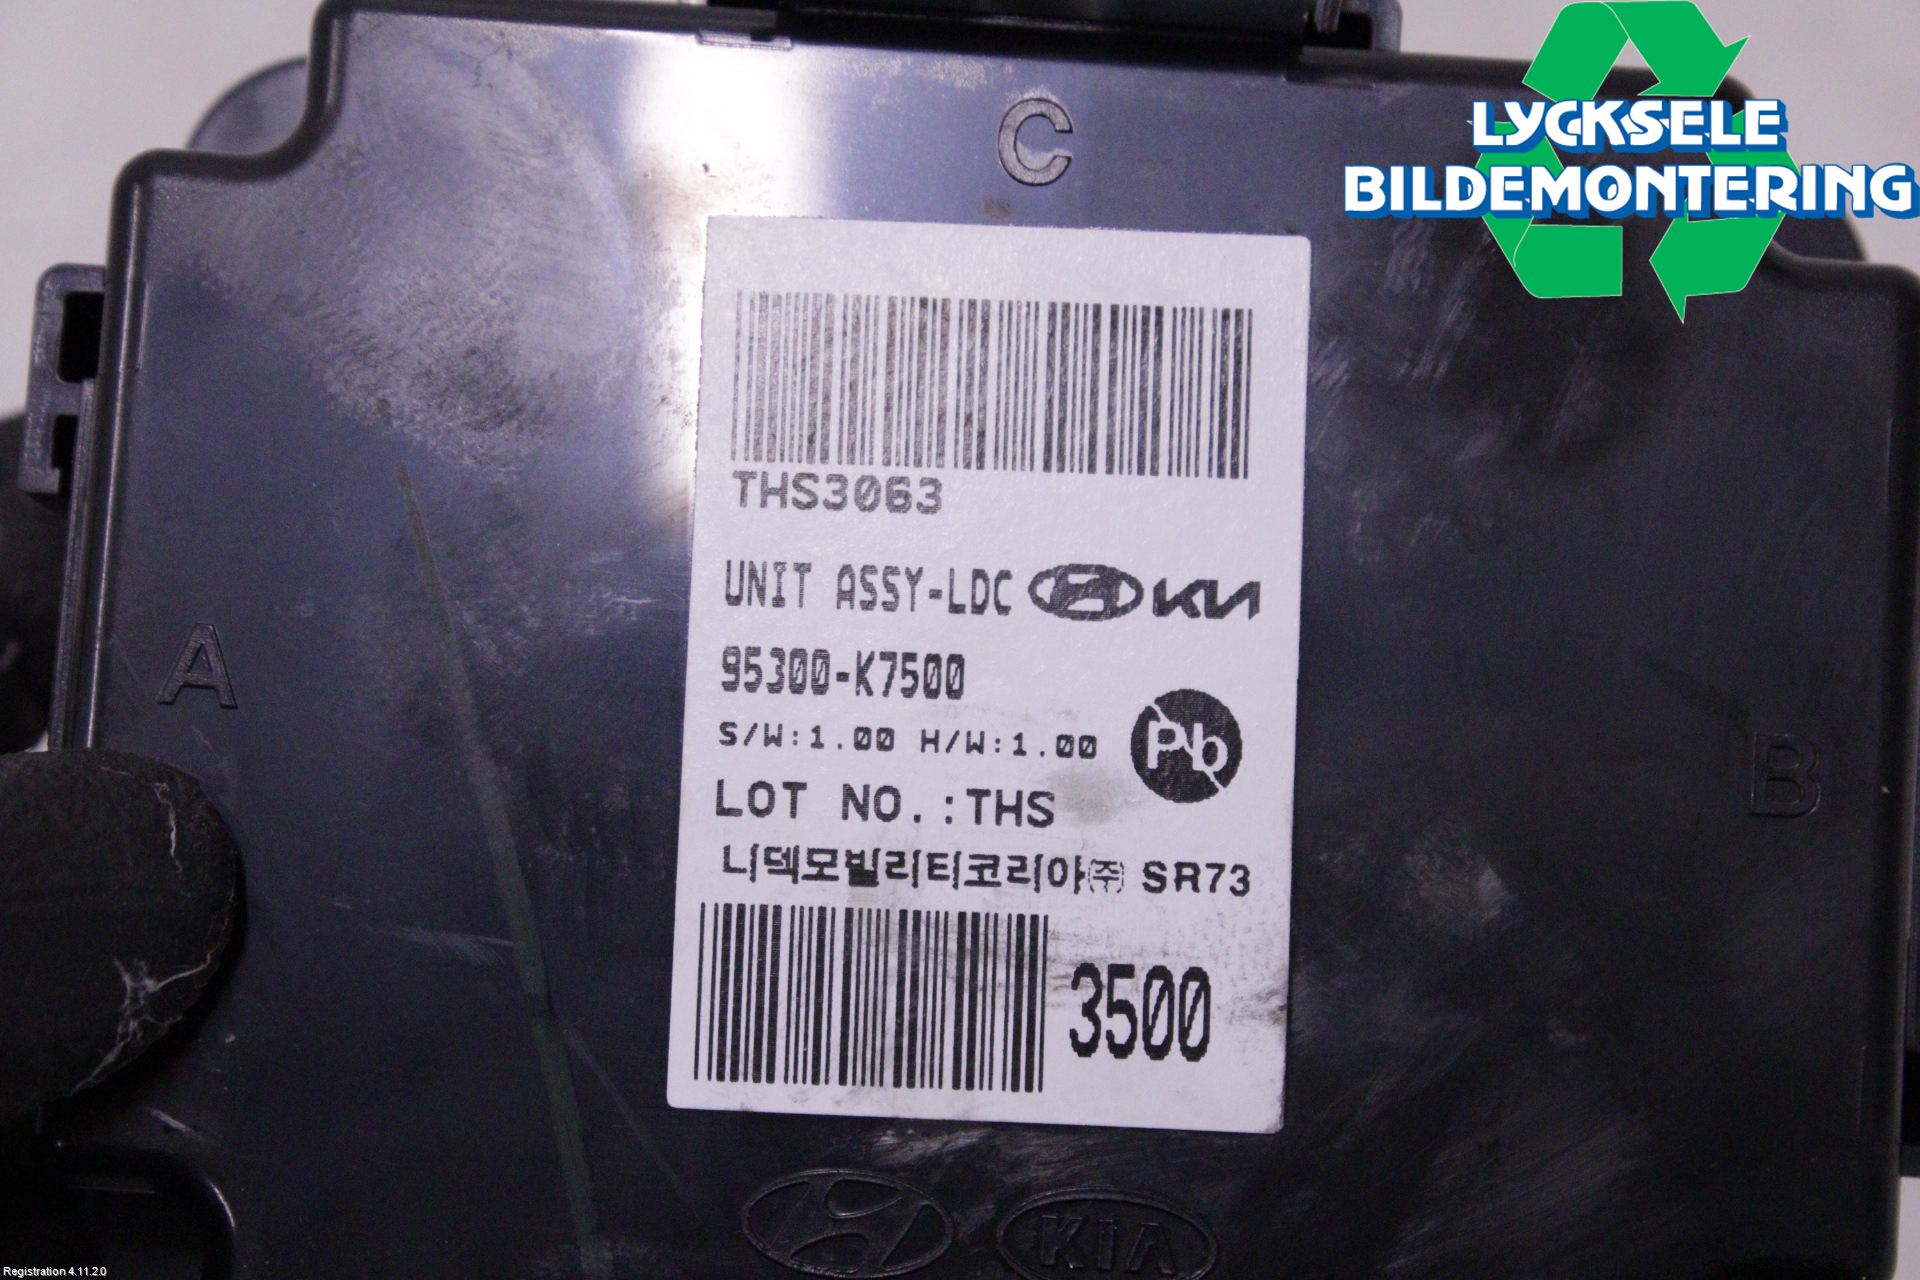 LYCKSELE
BILDEMONTERING
C
THS3063
UNIT ASSY-LDC KIA
95300-K7500
S/W:1.00 H/W:1.00
Pb
LOT NO.:THS
니덱모빌리티코리아㈜ SR73
3500
A
B
KIA
Registration 4.11.2.0